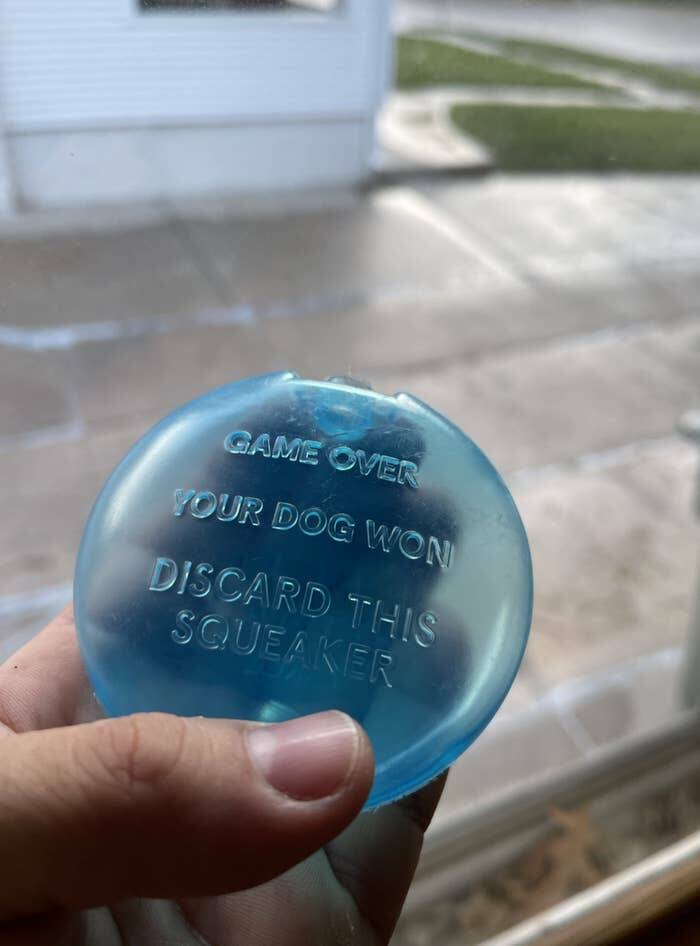 GAME OVER
YOUR DOG WON
DISCARD THIS
SQUEAKER